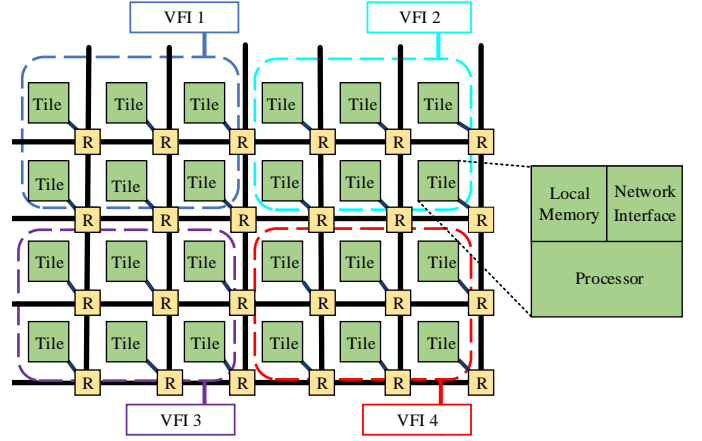 VFI 1
VFI 2
Tile Tile Tile Tile Tile Tile
R R R R R R
Tile Tile Tile Tile Tile Tile
R R R R R R
Local Memory
Network Interface
Processor
Tile Tile Tile Tile Tile Tile
R R R R R R
Tile Tile Tile Tile Tile Tile
R R R R R R
VFI 3
VFI 4